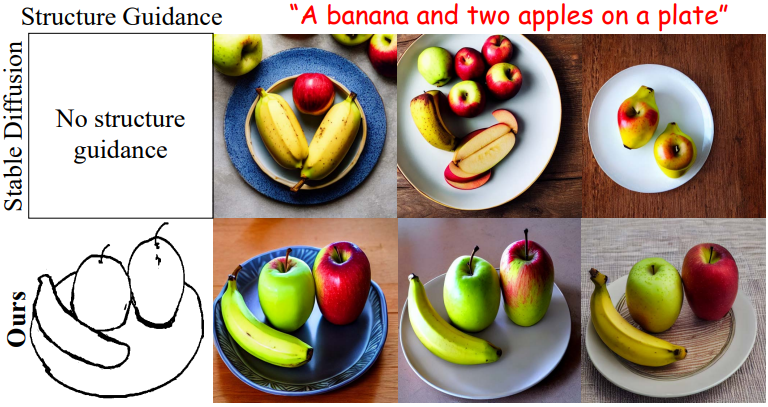 Structure Guidance
“A banana and two apples on a plate”
Stable Diffusion
No structure
guidance
Ours